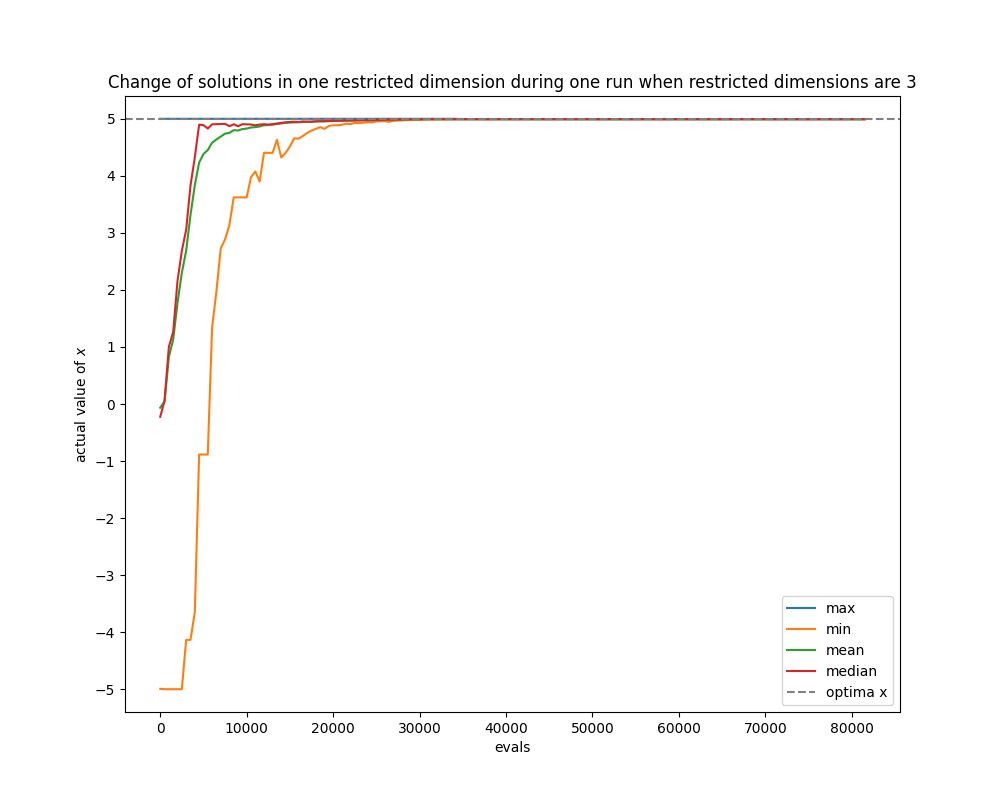 Change of solutions in one restricted dimension during one run when restricted dimensions are 3
5
4
3
2
1
0
−1
−2
−3
−4
−5
actual value of x
0 10000 20000 30000 40000 50000 60000 70000 80000
evals
max
min
mean
median
optima x